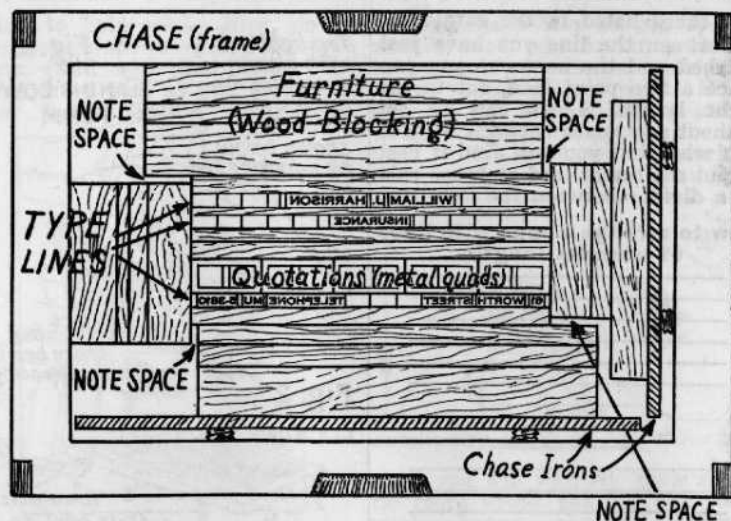 CHASE (frame)
Furniture
(Wood Blocking)
NOTE
SPACE
NOTE
SPACE
WILLIAM J. HARRISON
INSURANCE
TYPE
LINES
Quotations (metal quads)
61 WORTH STREET TELEPHONE MU 5-3810
NOTE SPACE
Chase Irons
NOTE SPACE